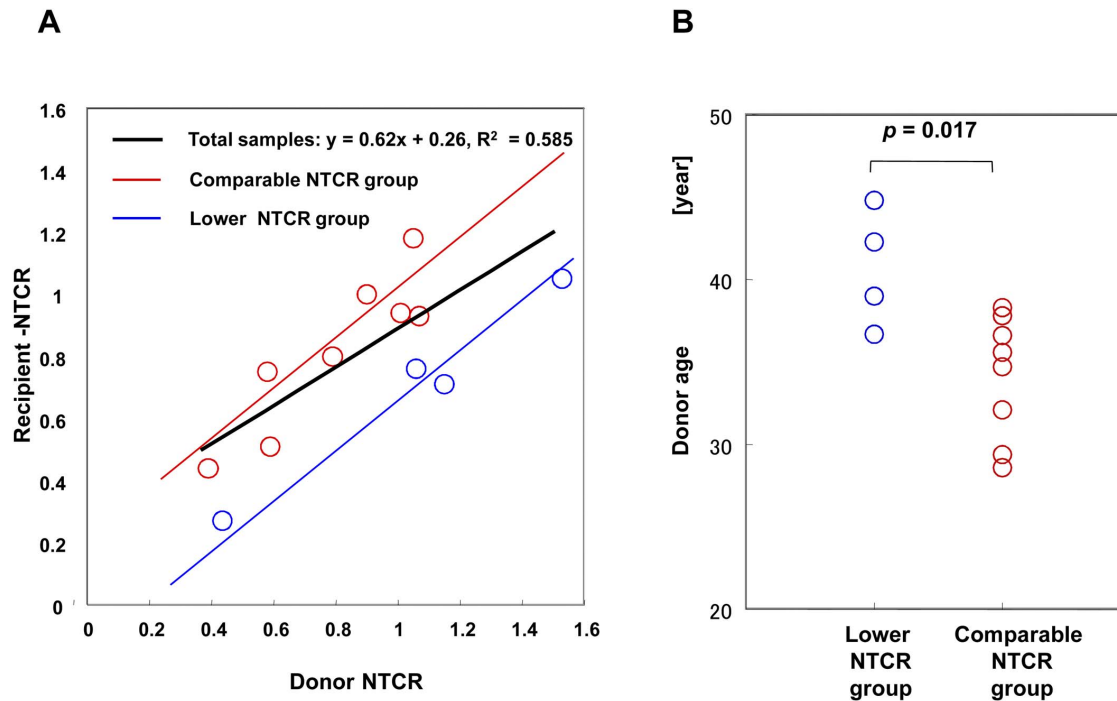 A
1.6
1.4
1.2
1
0.8
0.6
0.4
0.2
0
Recipient -NTCR
Total samples: y = 0.62x + 0.26, R² = 0.585
Comparable NTCR group
Lower NTCR group
0 0.2 0.4 0.6 0.8 1 1.2 1.4 1.6
Donor NTCR
B
50
40
30
20
Donor age [year]
p = 0.017
Lower
NTCR
group
Comparable
NTCR
group